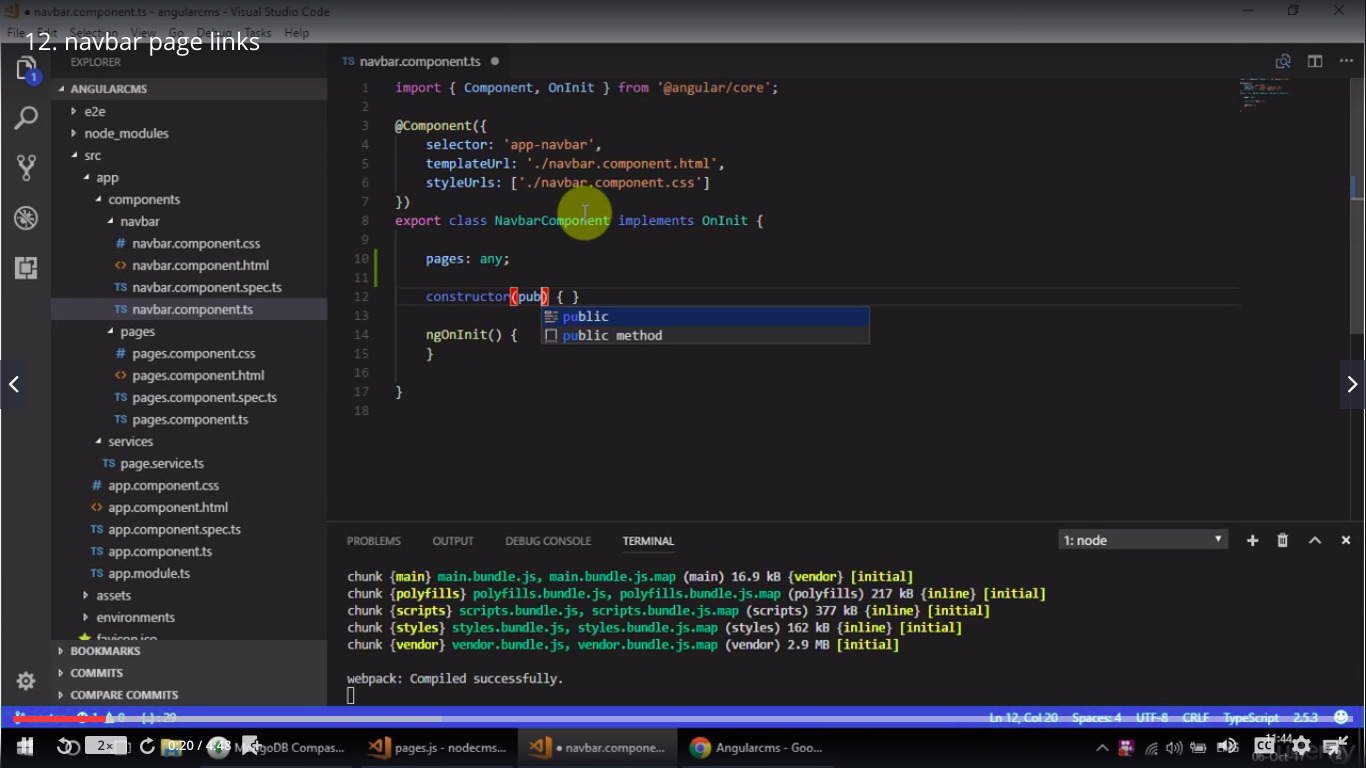 navbar.component.ts - angularcms - Visual Studio Code
File Edit Selection View Go Debug Tasks Help
12. navbar page links
EXPLORER
1
ANGULARCMS
e2e
node_modules
src
app
components
navbar
# navbar.component.css
<> navbar.component.html
TS navbar.component.spec.ts
TS navbar.component.ts
pages
# pages.component.css
<> pages.component.html
TS pages.component.spec.ts
TS pages.component.ts
services
TS page.service.ts
# app.component.css
<> app.component.html
TS app.component.spec.ts
TS app.component.ts
TS app.module.ts
assets
environments
favicon.ico
BOOKMARKS
COMMITS
COMPARE COMMITS
TS navbar.component.ts
1 import { Component, OnInit } from '@angular/core';
2
3 @Component({
4 selector: 'app-navbar',
5 templateUrl: './navbar.component.html',
6 styleUrls: ['./navbar.component.css']
7 })
8 export class NavbarComponent implements OnInit {
9
10 pages: any;
11
12 constructor(pub) { }
public
public method
13
14 ngOnInit() {
15 }
16
17 }
18
PROBLEMS OUTPUT DEBUG CONSOLE TERMINAL 1: node
chunk {main} main.bundle.js, main.bundle.js.map (main) 16.9 kB {vendor} [initial]
chunk {polyfills} polyfills.bundle.js, polyfills.bundle.js.map (polyfills) 217 kB {inline} [initial]
chunk {scripts} scripts.bundle.js, scripts.bundle.js.map (scripts) 377 kB {inline} [initial]
chunk {styles} styles.bundle.js, styles.bundle.js.map (styles) 162 kB {inline} [initial]
chunk {vendor} vendor.bundle.js, vendor.bundle.js.map (vendor) 2.9 MB [initial]
webpack: Compiled successfully.
Ln 12, Col 20 Spaces: 4 UTF-8 CRLF TypeScript 2.5.3
2x 0:20 / 4:48 MongoDB Compas... pages.js - nodecms... navbar.compone... Angularcms - Goo... CC 11:44
06-Oct-17